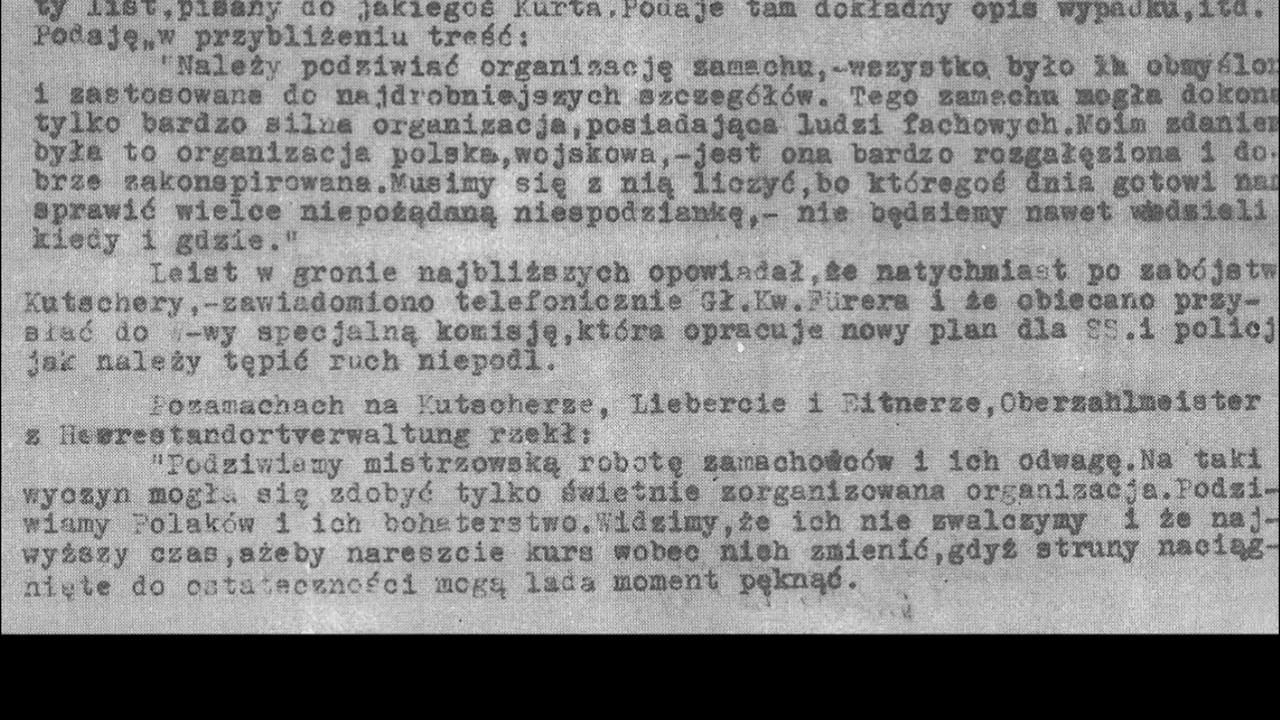 ty list,pisany do jakiegoś Kurta.Podaje tam dokładny opis wypadku,itd.
Podaję„w przybliżeniu treść:
"Należy podziwiać organizację zamachu,-wszystko było obmyślon
i zastosowane do najdrobniejszych szczegółów. Tego zamachu mogła dokona
tylko bardzo silna organizacja,posiadająca ludzi fachowych.Moim zdaniem
była to organizacja polska,wojskowa,-jest ona bardzo rozgałęziona i do-
brze zakonspirowana.Musimy się z nią liczyć,bo któregoś dnia gotowi nam
sprawić wielce niepożądaną niespodziankę,- nie będziemy nawet wiedzieli
kiedy i gdzie."
Leist w gronie najbliższych opowiadał,że natychmiast po zabójstw
Kutschery,-zawiadomiono telefonicznie Gł.Kw.Fürera i że obiecano przy-
słać do W-wy specjalną komisję,która opracuje nowy plan dla SS.i policj
jak należy tępić ruch niepodl.
Pozamachach na Kutscherze, Liebercie i Eitnerze,Oberzahlmeister
z Heerestandortverwaltung rzekł:
"Podziwiamy mistrzowską robotę zamachowców i ich odwagę.Na taki
wyczyn mogła się zdobyć tylko świetnie zorganizowana organizacja.Podzi-
wiamy Polaków i ich bohaterstwo.Widzimy,że ich nie zwalczymy i że naj-
wyższy czas,ażeby nareszcie kurs wobec nich zmienić,gdyż struny naciąg-
nięte do ostateczności mogą lada moment pęknąć.